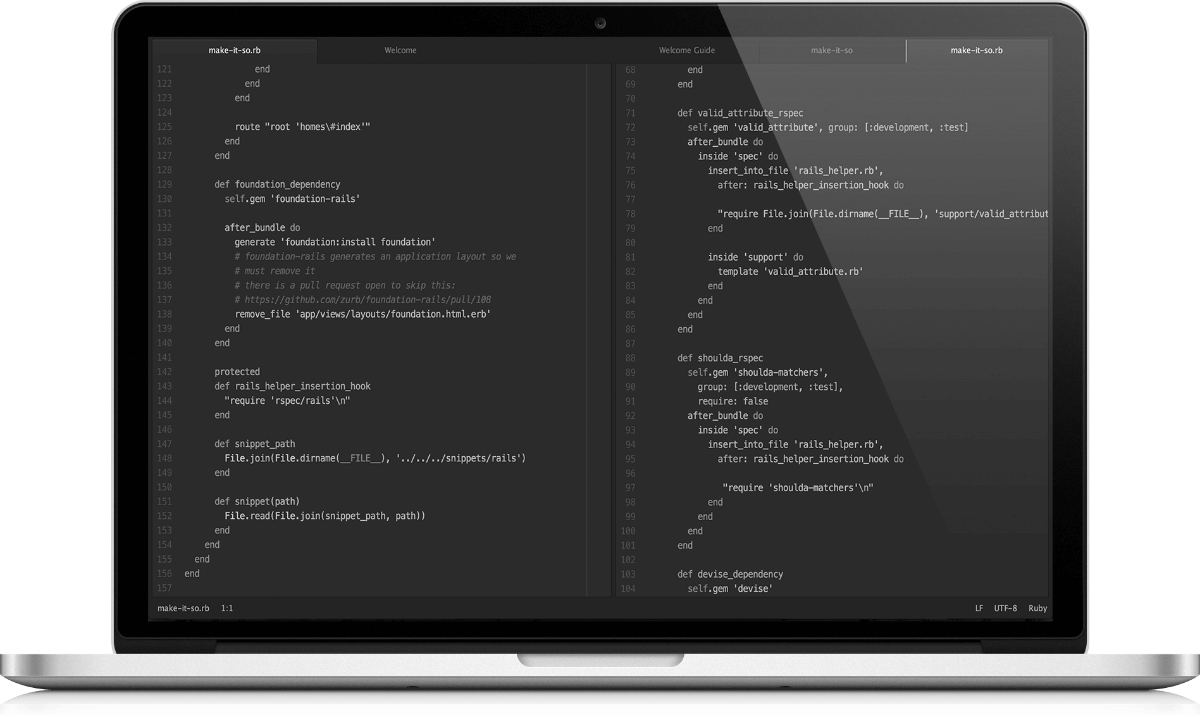 make-it-so.rb
Welcome
121 end
122 end
123 end
124
125 route "root 'homes\#index'"
126 end
127 end
128
129 def foundation_dependency
130 self.gem 'foundation-rails'
131
132 after_bundle do
133 generate 'foundation:install foundation'
134 # foundation-rails generates an application layout so we
135 # must remove it
136 # there is a pull request open to skip this:
137 # https://github.com/zurb/foundation-rails/pull/108
138 remove_file 'app/views/layouts/foundation.html.erb'
139 end
140 end
141
142 protected
143 def rails_helper_insertion_hook
144 "require 'rspec/rails'\n"
145 end
146
147 def snippet_path
148 File.join(File.dirname(__FILE__), '../../../snippets/rails')
149 end
150
151 def snippet(path)
152 File.read(File.join(snippet_path, path))
153 end
154 end
155 end
156 end
157
Welcome Guide
make-it-so
make-it-so.rb
68 end
69 end
70
71 def valid_attribute_rspec
72 self.gem 'valid_attribute', group: [:development, :test]
73 after_bundle do
74 inside 'spec' do
75 insert_into_file 'rails_helper.rb',
76 after: rails_helper_insertion_hook do
77
78 "require File.join(File.dirname(__FILE__), 'support/valid_attribut
79 end
80
81 inside 'support' do
82 template 'valid_attribute.rb'
83 end
84 end
85 end
86 end
87
88 def shoulda_rspec
89 self.gem 'shoulda-matchers',
90 group: [:development, :test],
91 require: false
92 after_bundle do
93 inside 'spec' do
94 insert_into_file 'rails_helper.rb',
95 after: rails_helper_insertion_hook do
96
97 "require 'shoulda-matchers'\n"
98 end
99 end
100 end
101 end
102
103 def devise_dependency
104 self.gem 'devise'
make-it-so.rb 1:1
LF UTF-8 Ruby